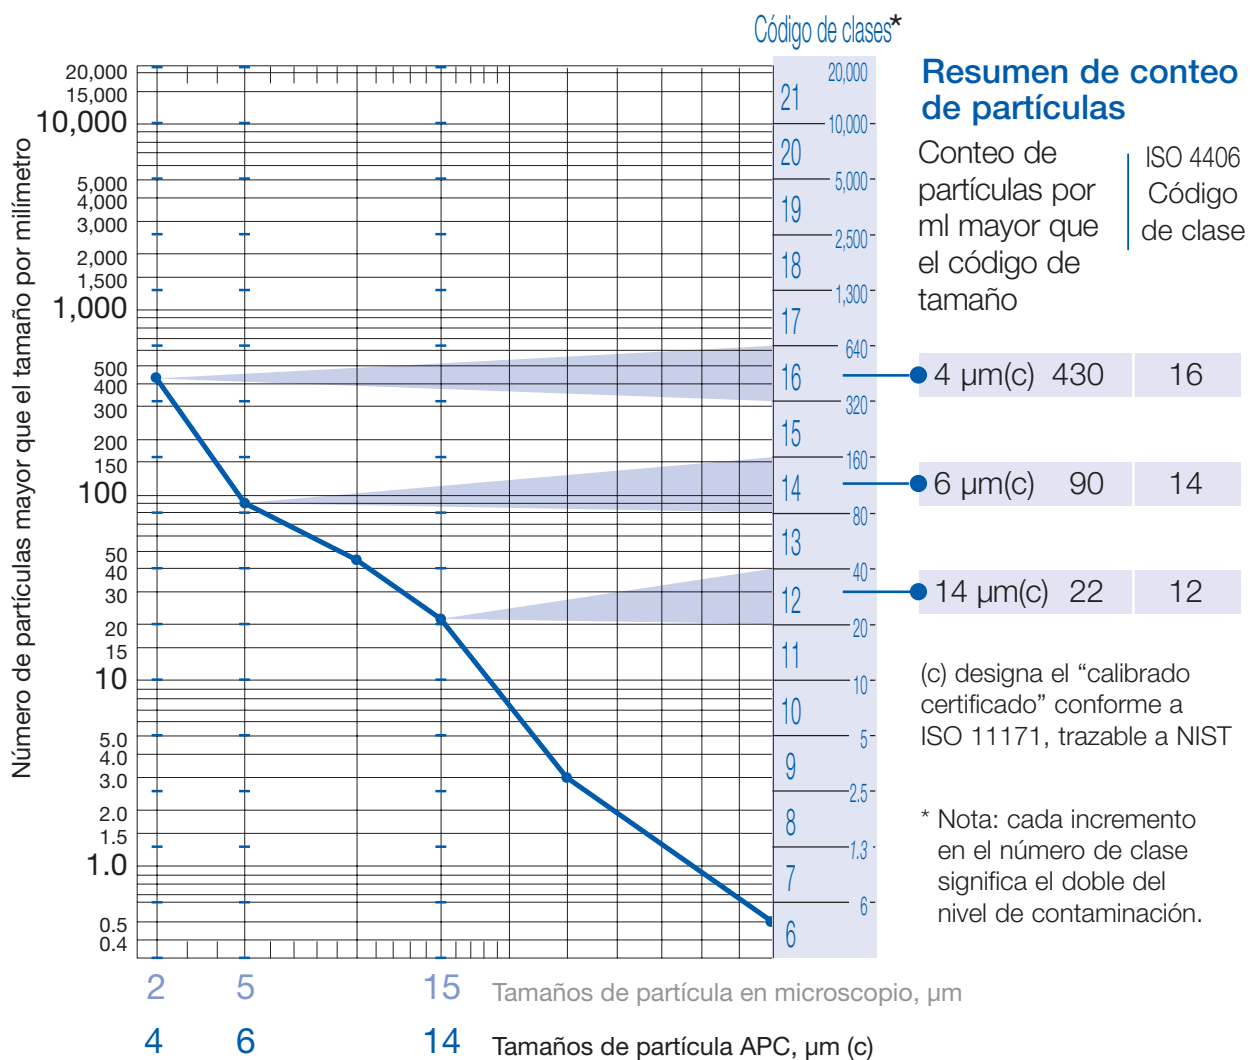 Código de clases*
Número de partículas mayor que el tamaño por milímetro
20,000
15,000
10,000
5,000
4,000
3,000
2,000
1,500
1,000
500
400
300
200
150
100
50
40
30
20
15
10
5.0
4.0
3.0
2.0
1.5
1.0
0.5
0.4
21
20
19
18
17
16
15
14
13
12
11
10
9
8
7
6
20,000
10,000
5,000
2,500
1,300
640
320
160
80
40
20
10
5
2.5
1.3
6
2 5 15 Tamaños de partícula en microscopio, µm
4 6 14 Tamaños de partícula APC, µm (c)
Resumen de conteo
de partículas
Conteo de
partículas por
ml mayor que
el código de
tamaño
ISO 4406
Código
de clase
4 µm(c) 430 16
6 µm(c) 90 14
14 µm(c) 22 12
(c) designa el “calibrado
certificado” conforme a
ISO 11171, trazable a NIST
* Nota: cada incremento
en el número de clase
significa el doble del
nivel de contaminación.